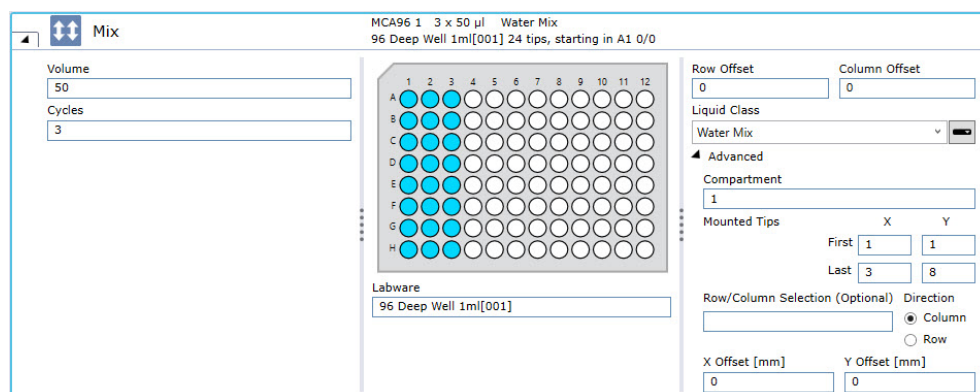 Mix
MCA96 1 3 x 50 µl Water Mix
96 Deep Well 1ml[001] 24 tips, starting in A1 0/0
Volume
50
Cycles
3
1 2 3 4 5 6 7 8 9 10 11 12
A
B
C
D
E
F
G
H
Labware
96 Deep Well 1ml[001]
Row Offset Column Offset
0 0
Liquid Class
Water Mix
Advanced
Compartment
1
Mounted Tips X Y
First 1 1
Last 3 8
Row/Column Selection (Optional) Direction
Column
Row
X Offset [mm] Y Offset [mm]
0 0